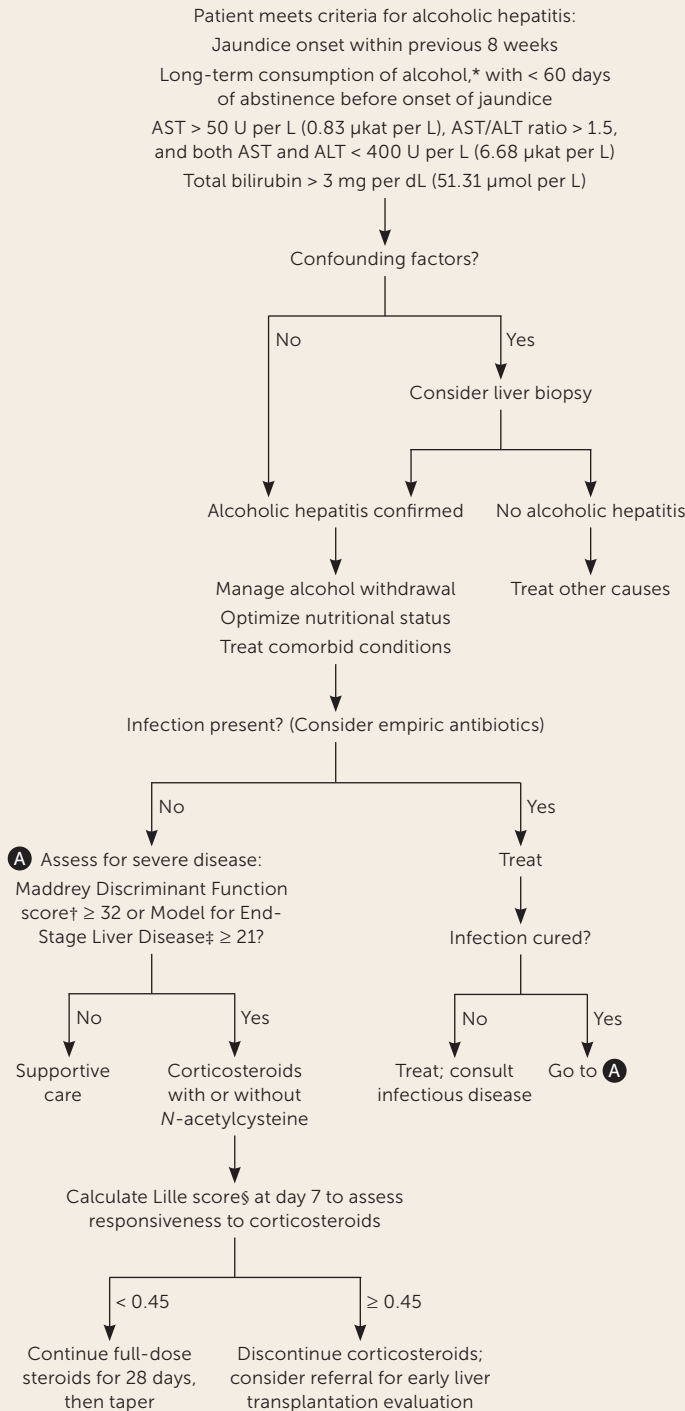 Patient meets criteria for alcoholic hepatitis:
Jaundice onset within previous 8 weeks
Long-term consumption of alcohol,* with < 60 days
of abstinence before onset of jaundice
AST > 50 U per L (0.83 μkat per L), AST/ALT ratio > 1.5,
and both AST and ALT < 400 U per L (6.68 μkat per L)
Total bilirubin > 3 mg per dL (51.31 μmol per L)
Confounding factors?
No
Yes
Consider liver biopsy
Alcoholic hepatitis confirmed
No alcoholic hepatitis
Manage alcohol withdrawal
Optimize nutritional status
Treat comorbid conditions
Treat other causes
Infection present? (Consider empiric antibiotics)
No
Yes
A Assess for severe disease:
Maddrey Discriminant Function
score† ≥ 32 or Model for End-
Stage Liver Disease‡ ≥ 21?
Treat
Infection cured?
No
Yes
No
Yes
Supportive
care
Corticosteroids
with or without
N-acetylcysteine
Treat; consult
infectious disease
Go to A
Calculate Lille score§ at day 7 to assess
responsiveness to corticosteroids
< 0.45
≥ 0.45
Continue full-dose
steroids for 28 days,
then taper
Discontinue corticosteroids;
consider referral for early liver
transplantation evaluation